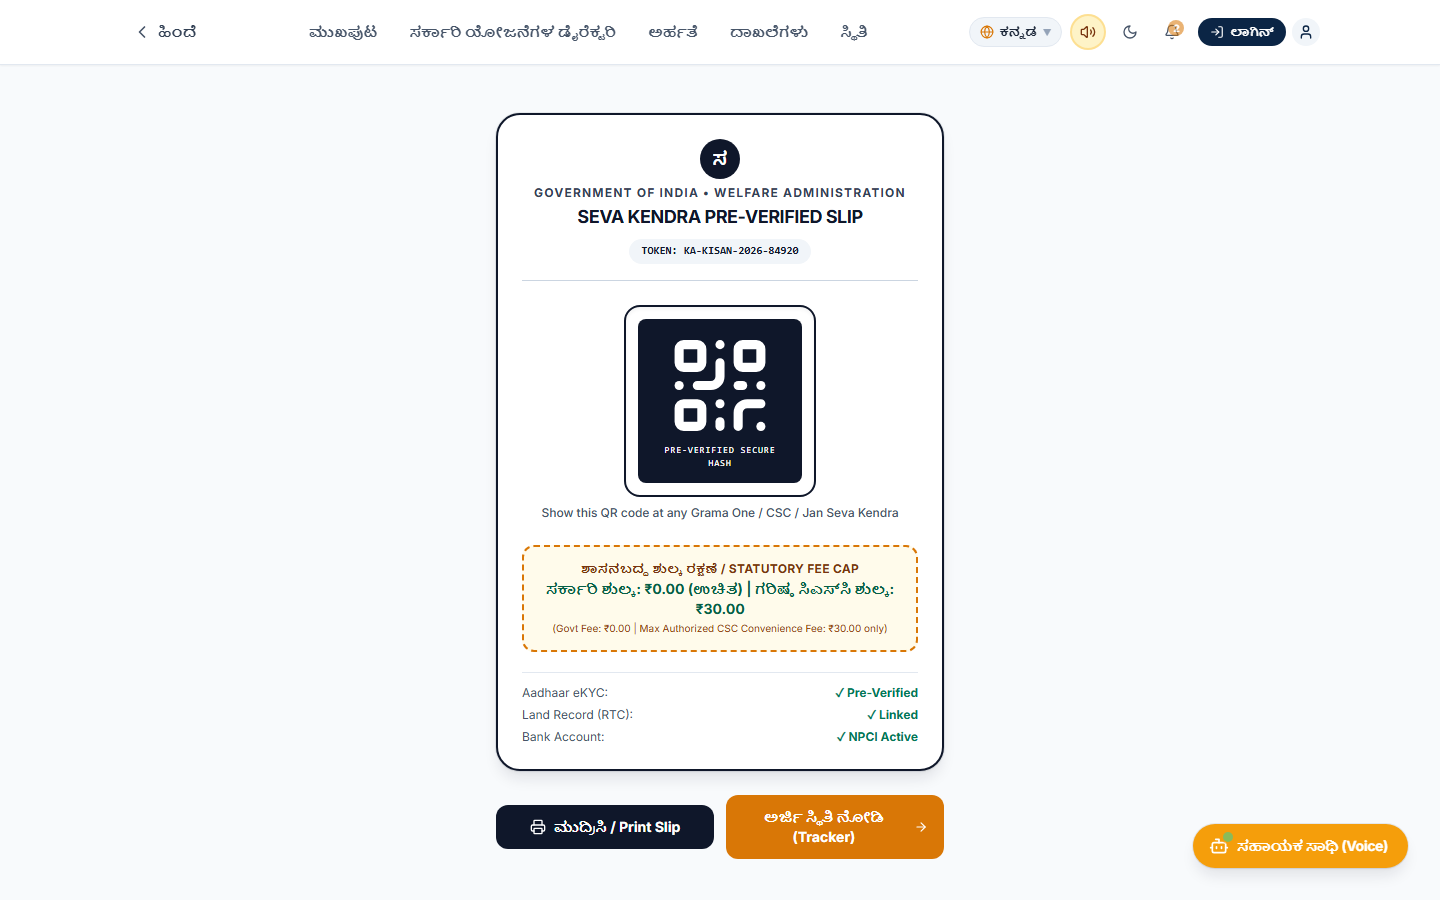 ಹಿಂದೆ
ಮುಖಪುಟ
ಸರ್ಕಾರಿ ಯೋಜನೆಗಳ ಡೈರೆಕ್ಟರಿ
ಅರ್ಹತೆ
ದಾಖಲೆಗಳು
ಸ್ಥಿತಿ
ಕನ್ನಡ
ಲಾಗಿನ್
ಸ
GOVERNMENT OF INDIA • WELFARE ADMINISTRATION
SEVA KENDRA PRE-VERIFIED SLIP
TOKEN: KA-KISAN-2026-84920
PRE-VERIFIED SECURE
HASH
Show this QR code at any Grama One / CSC / Jan Seva Kendra
ಶಾಸನಬದ್ಧ ಶುಲ್ಕ ರಕ್ಷಣೆ / STATUTORY FEE CAP
ಸರ್ಕಾರಿ ಶುಲ್ಕ: ₹0.00 (ಉಚಿತ) | ಗರಿಷ್ಠ ಸಿಎಸ್‌ಸಿ ಶುಲ್ಕ:
₹30.00
(Govt Fee: ₹0.00 | Max Authorized CSC Convenience Fee: ₹30.00 only)
Aadhaar eKYC: ✓ Pre-Verified
Land Record (RTC): ✓ Linked
Bank Account: ✓ NPCI Active
ಮುದ್ರಿಸಿ / Print Slip
ಅರ್ಜಿ ಸ್ಥಿತಿ ನೋಡಿ
(Tracker)
ಸಹಾಯಕ ಸಾಥಿ (Voice)